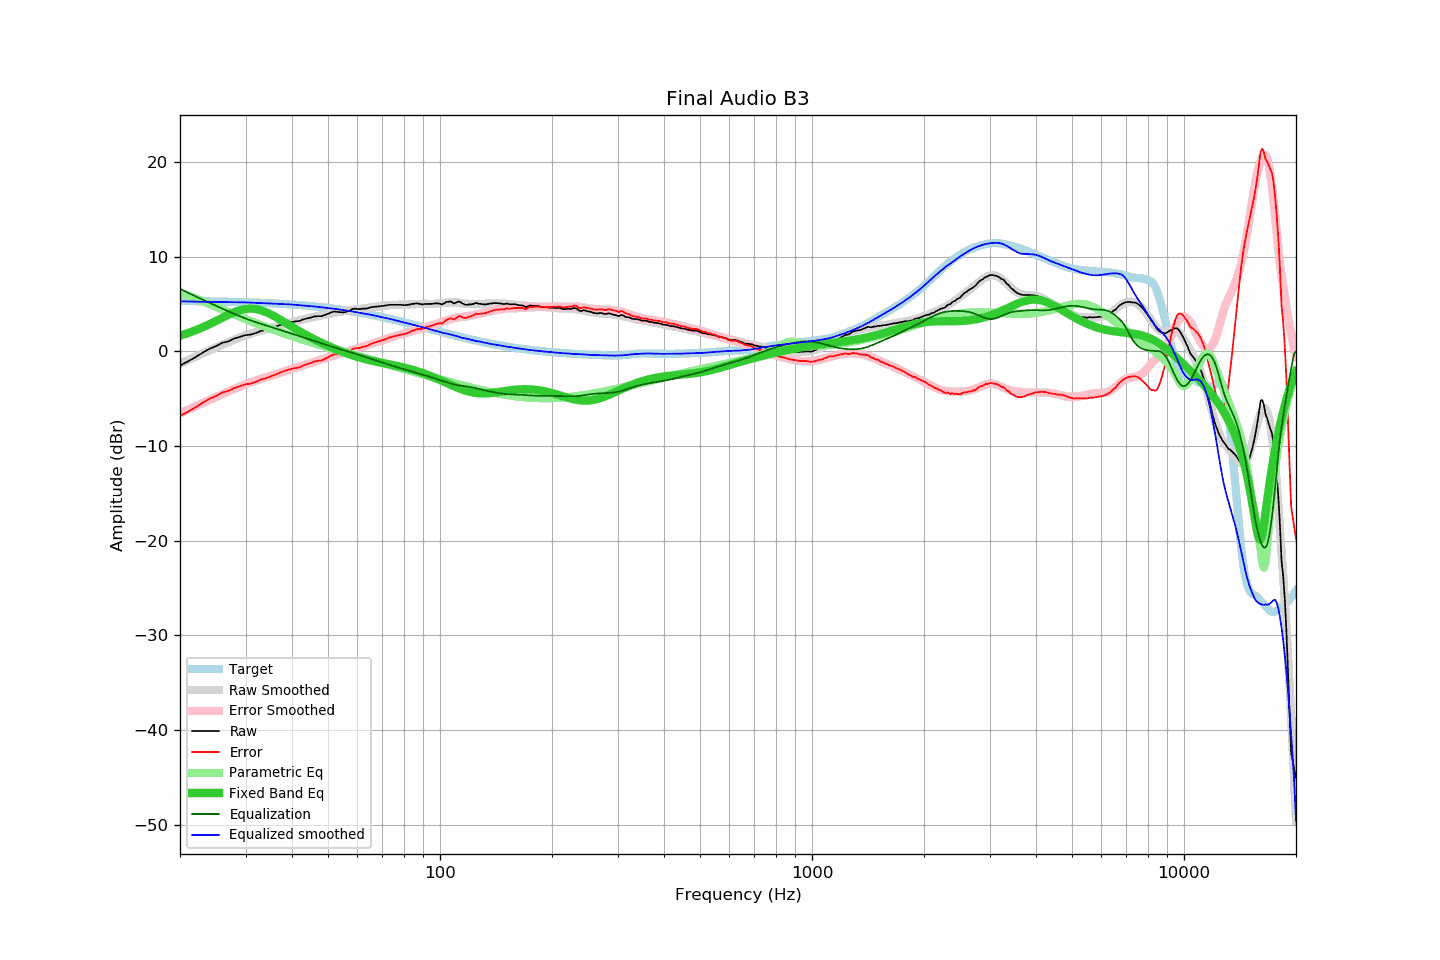 Final Audio B3
20
10
0
−10
−20
−30
−40
−50
Amplitude (dBr)
Target
Raw Smoothed
Error Smoothed
Raw
Error
Parametric Eq
Fixed Band Eq
Equalization
Equalized smoothed
100
1000
10000
Frequency (Hz)